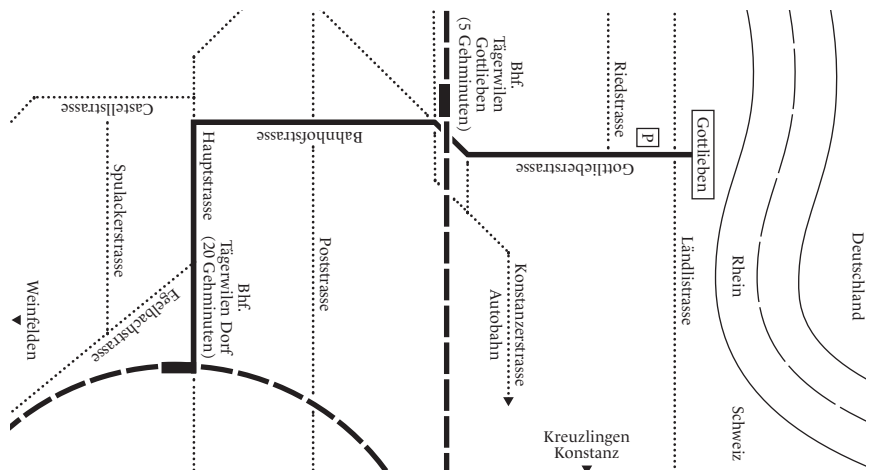 Castellstrasse
Spulackerstrasse
Weinfelden
Egelbachstrasse
Hauptstrasse
Bhf.
Tägerwilen Dorf
(20 Gehminuten)
Bahnhofstrasse
Poststrasse
Bhf.
Tägerwilen
Gottlieben
(5 Gehminuten)
Gottlieberstrasse
Riedstrasse
P
Gottlieben
Ländlistrasse
Konstanzerstrasse
Autobahn
Kreuzlingen
Konstanz
Rhein
Deutschland
Schweiz